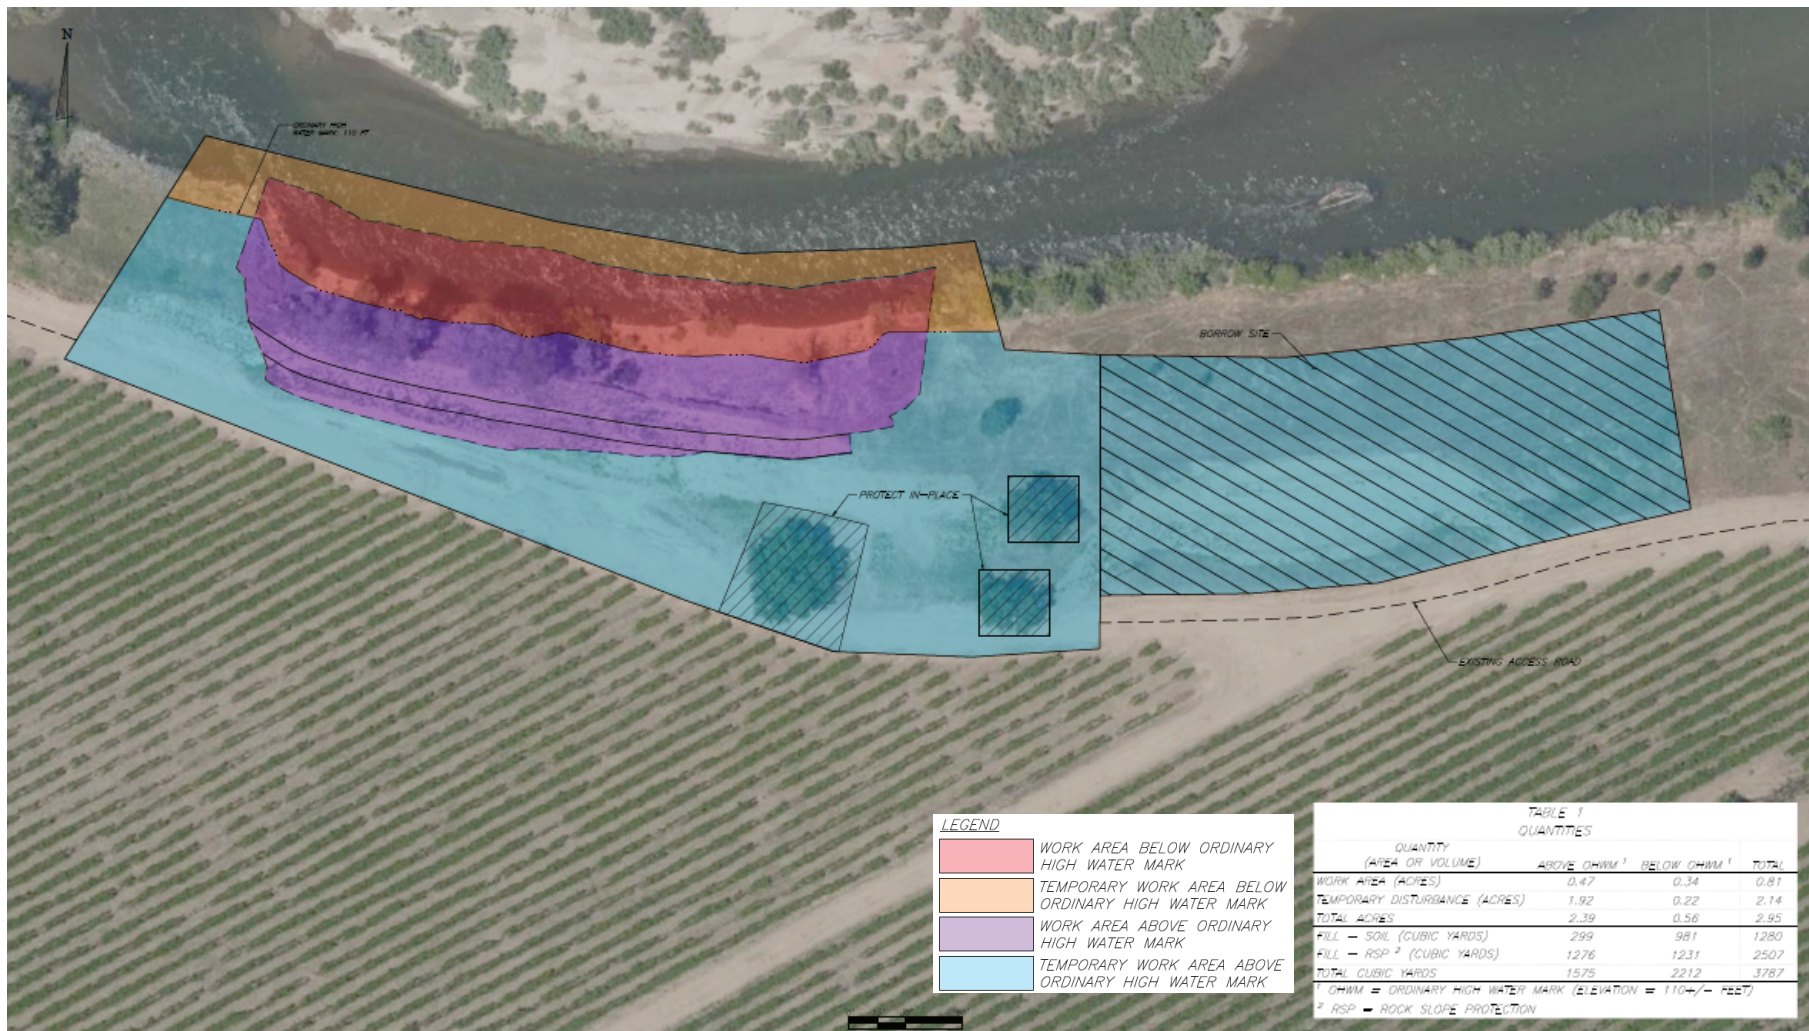 N
ORDINARY HIGH
WATER MARK: 110 FT
BORROW SITE
PROTECT IN-PLACE
EXISTING ACCESS ROAD
LEGEND
WORK AREA BELOW ORDINARY
HIGH WATER MARK
TEMPORARY WORK AREA BELOW
ORDINARY HIGH WATER MARK
WORK AREA ABOVE ORDINARY
HIGH WATER MARK
TEMPORARY WORK AREA ABOVE
ORDINARY HIGH WATER MARK
TABLE 1
QUANTITIES
QUANTITY
(AREA OR VOLUME) ABOVE OHWM ¹ BELOW OHWM ¹ TOTAL
WORK AREA (ACRES) 0.47 0.34 0.81
TEMPORARY DISTURBANCE (ACRES) 1.92 0.22 2.14
TOTAL ACRES 2.39 0.56 2.95
FILL - SOIL (CUBIC YARDS) 299 981 1280
FILL - RSP ² (CUBIC YARDS) 1276 1231 2507
TOTAL CUBIC YARDS 1575 2212 3787
¹ OHWM = ORDINARY HIGH WATER MARK (ELEVATION = 110+/- FEET)
² RSP = ROCK SLOPE PROTECTION